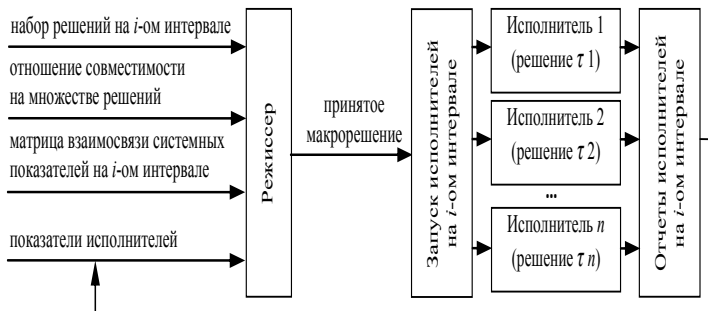 набор решений на i-ом интервале
отношение совместимости
на множестве решений
матрица взаимосвязи системных
показателей на i-ом интервале
показатели исполнителей
Режиссер
принятое
макрорешение
Запуск исполнителей
на i-ом интервале
Исполнитель 1
(решение τ 1)
Исполнитель 2
(решение τ 2)
...
Исполнитель n
(решение τ n)
Отчеты исполнителей
на i-ом интервале